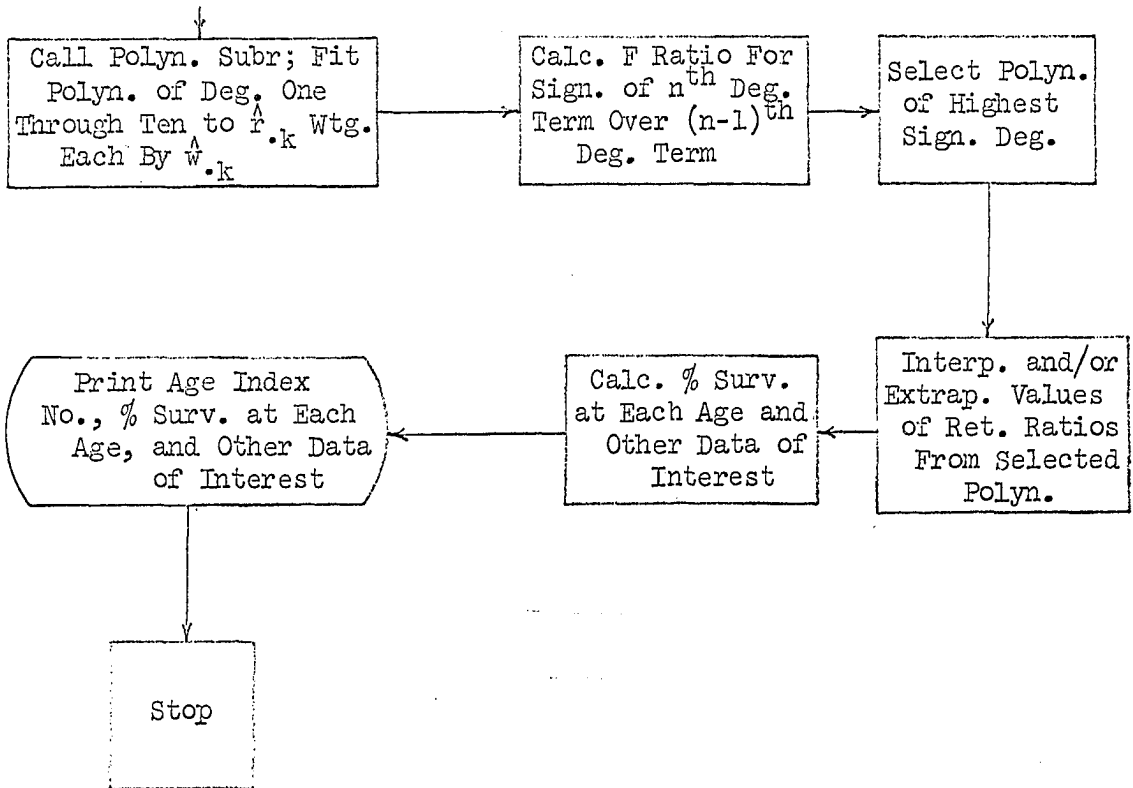 Call Polyn. Subr; Fit
Polyn. of Deg. One
Through Ten to r̂.k Wtg.
Each By ŵ.k
Calc. F Ratio For
Sign. of nth Deg.
Term Over (n-1)th
Deg. Term
Select Polyn.
of Highest
Sign. Deg.
Interp. and/or
Extrap. Values
of Ret. Ratios
From Selected
Polyn.
Calc. % Surv.
at Each Age and
Other Data of
Interest
Print Age Index
No., % Surv. at Each
Age, and Other Data
of Interest
Stop